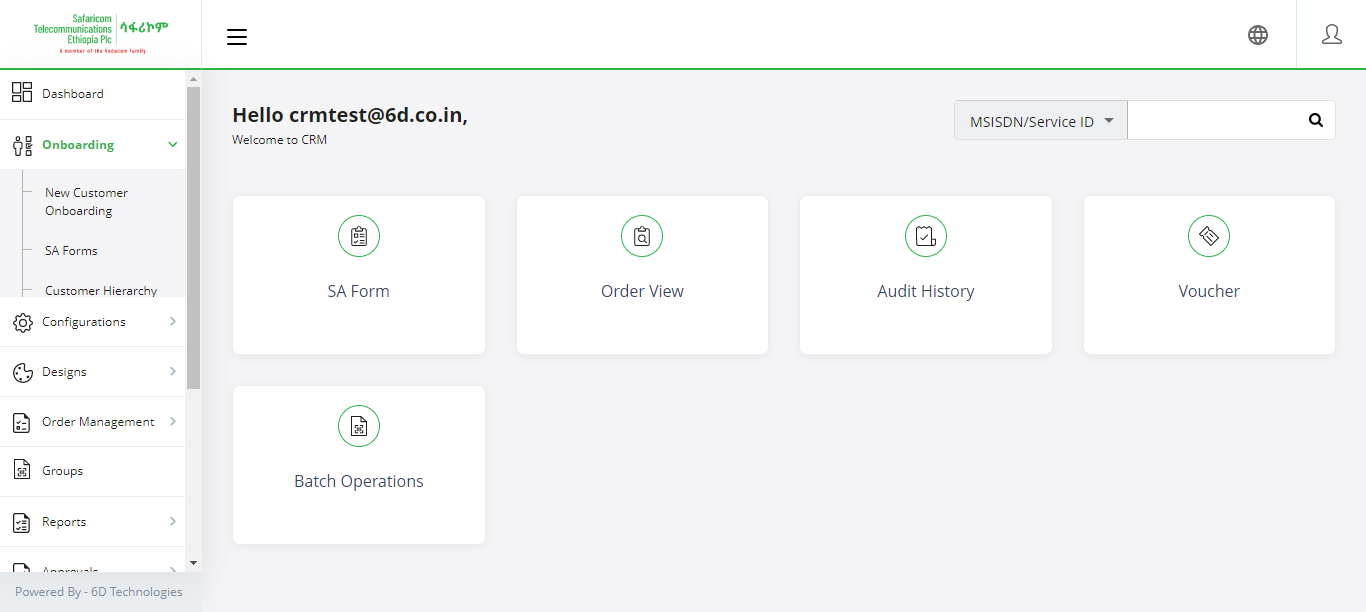 Safaricom
Telecommunications
Ethiopia Plc
ሳፋሪኮም
A member of the Vodacom family
Dashboard
Onboarding
New Customer
Onboarding
SA Forms
Customer Hierarchy
Configurations
Designs
Order Management
Groups
Reports
Approvals
Powered By - 6D Technologies
Hello crmtest@6d.co.in,
Welcome to CRM
MSISDN/Service ID
SA Form
Order View
Audit History
Voucher
Batch Operations